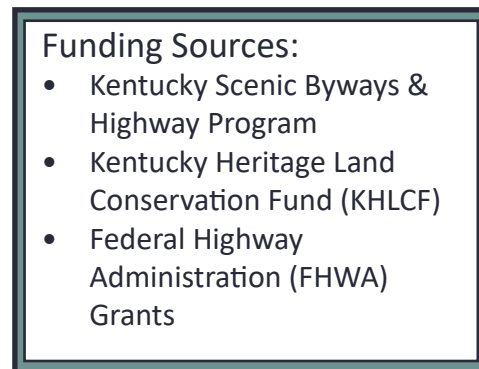 Funding Sources:
• Kentucky Scenic Byways &
Highway Program
• Kentucky Heritage Land
Conservation Fund (KHLCF)
• Federal Highway
Administration (FHWA)
Grants